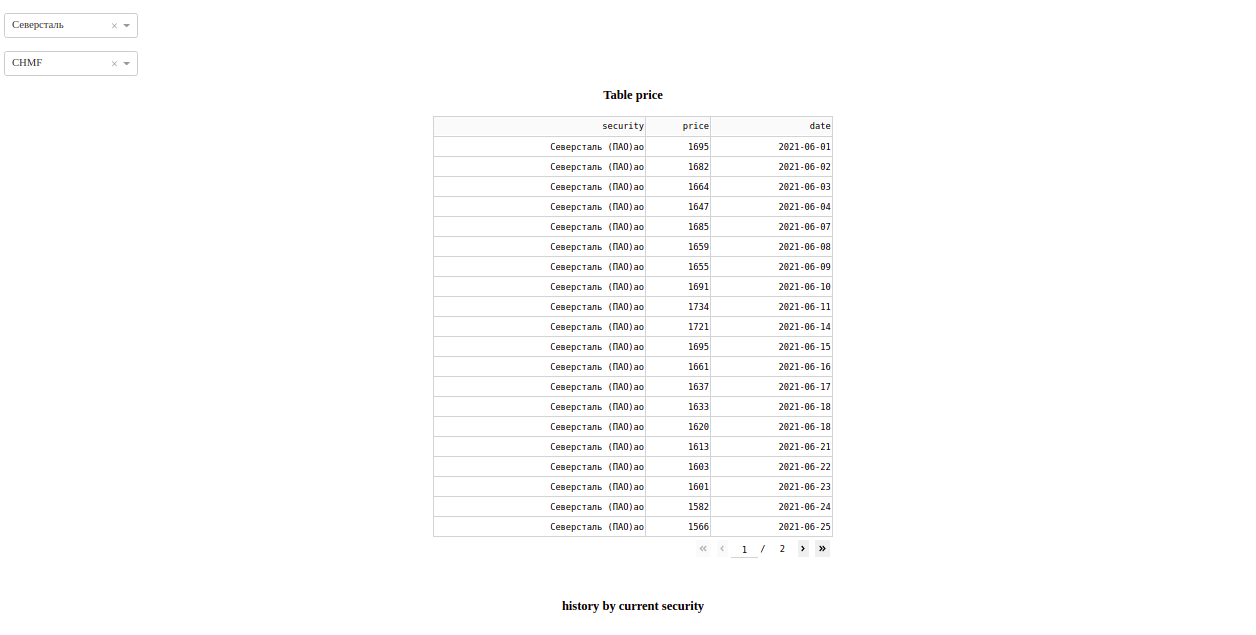 Северсталь × 
CHMF ×
Table price
security price date
Северсталь (ПАО)ао 1695 2021-06-01
Северсталь (ПАО)ао 1682 2021-06-02
Северсталь (ПАО)ао 1664 2021-06-03
Северсталь (ПАО)ао 1647 2021-06-04
Северсталь (ПАО)ао 1685 2021-06-07
Северсталь (ПАО)ао 1659 2021-06-08
Северсталь (ПАО)ао 1655 2021-06-09
Северсталь (ПАО)ао 1691 2021-06-10
Северсталь (ПАО)ао 1734 2021-06-11
Северсталь (ПАО)ао 1721 2021-06-14
Северсталь (ПАО)ао 1695 2021-06-15
Северсталь (ПАО)ао 1661 2021-06-16
Северсталь (ПАО)ао 1637 2021-06-17
Северсталь (ПАО)ао 1633 2021-06-18
Северсталь (ПАО)ао 1620 2021-06-18
Северсталь (ПАО)ао 1613 2021-06-21
Северсталь (ПАО)ао 1603 2021-06-22
Северсталь (ПАО)ао 1601 2021-06-23
Северсталь (ПАО)ао 1582 2021-06-24
Северсталь (ПАО)ао 1566 2021-06-25
« ‹ 1 / 2 › »
history by current security